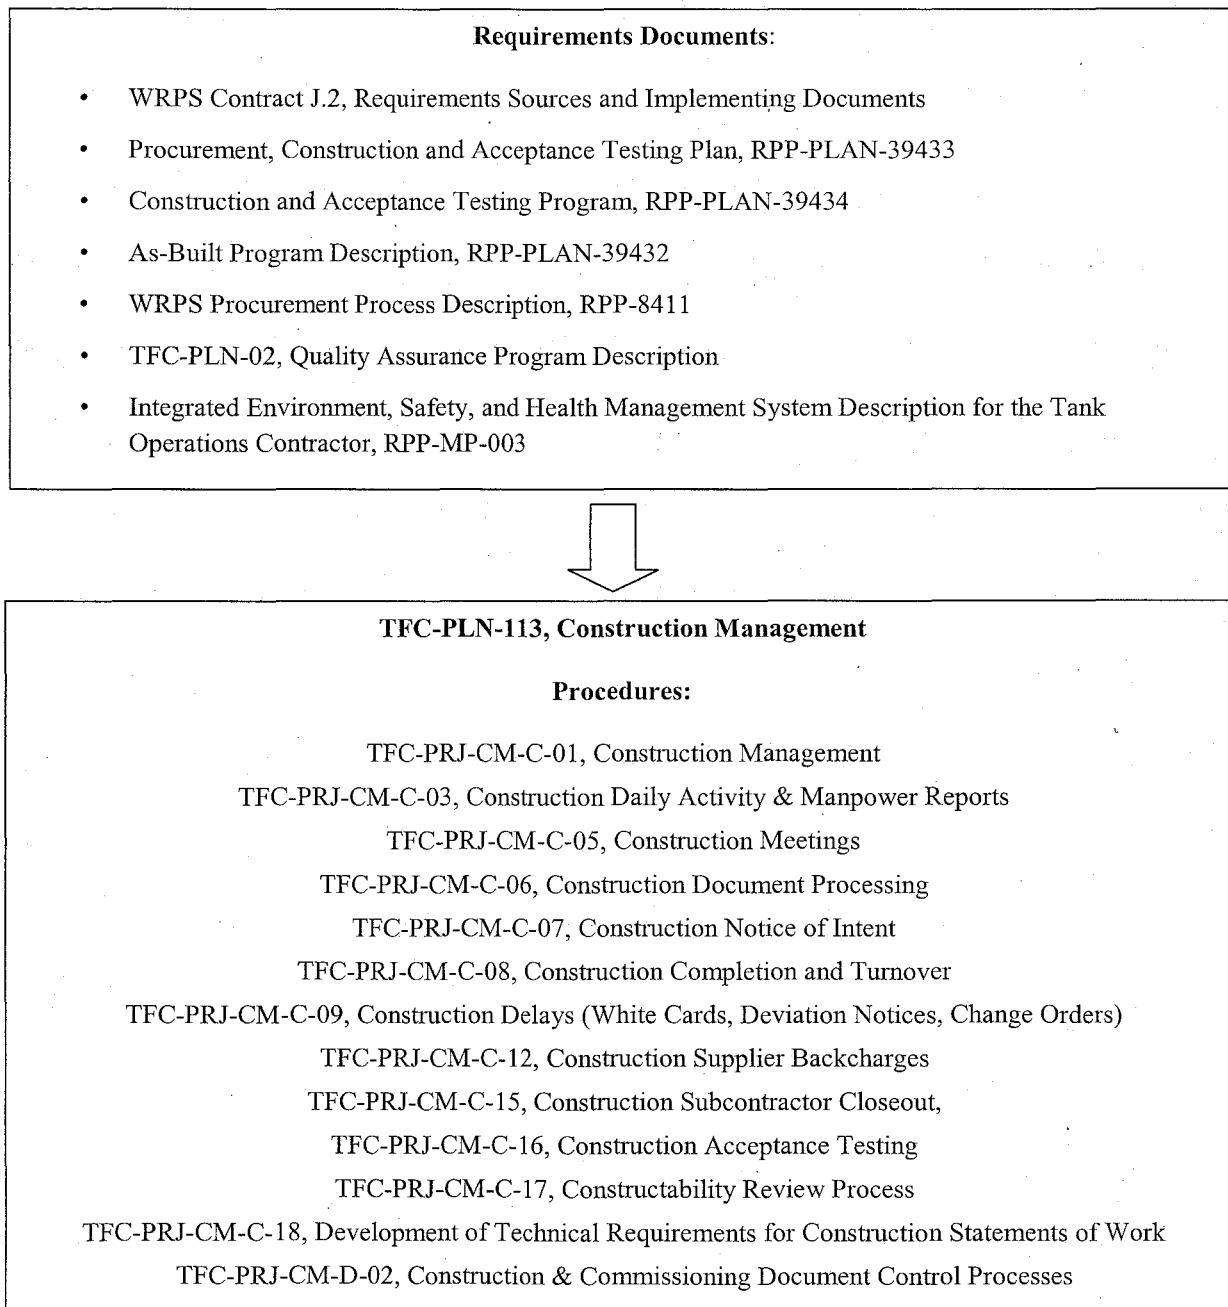 Requirements Documents:
• WRPS Contract J.2, Requirements Sources and Implementing Documents
• Procurement, Construction and Acceptance Testing Plan, RPP-PLAN-39433
• Construction and Acceptance Testing Program, RPP-PLAN-39434
• As-Built Program Description, RPP-PLAN-39432
• WRPS Procurement Process Description, RPP-8411
• TFC-PLN-02, Quality Assurance Program Description
• Integrated Environment, Safety, and Health Management System Description for the Tank
Operations Contractor, RPP-MP-003
TFC-PLN-113, Construction Management
Procedures:
TFC-PRJ-CM-C-01, Construction Management
TFC-PRJ-CM-C-03, Construction Daily Activity & Manpower Reports
TFC-PRJ-CM-C-05, Construction Meetings
TFC-PRJ-CM-C-06, Construction Document Processing
TFC-PRJ-CM-C-07, Construction Notice of Intent
TFC-PRJ-CM-C-08, Construction Completion and Turnover
TFC-PRJ-CM-C-09, Construction Delays (White Cards, Deviation Notices, Change Orders)
TFC-PRJ-CM-C-12, Construction Supplier Backcharges
TFC-PRJ-CM-C-15, Construction Subcontractor Closeout,
TFC-PRJ-CM-C-16, Construction Acceptance Testing
TFC-PRJ-CM-C-17, Constructability Review Process
TFC-PRJ-CM-C-18, Development of Technical Requirements for Construction Statements of Work
TFC-PRJ-CM-D-02, Construction & Commissioning Document Control Processes